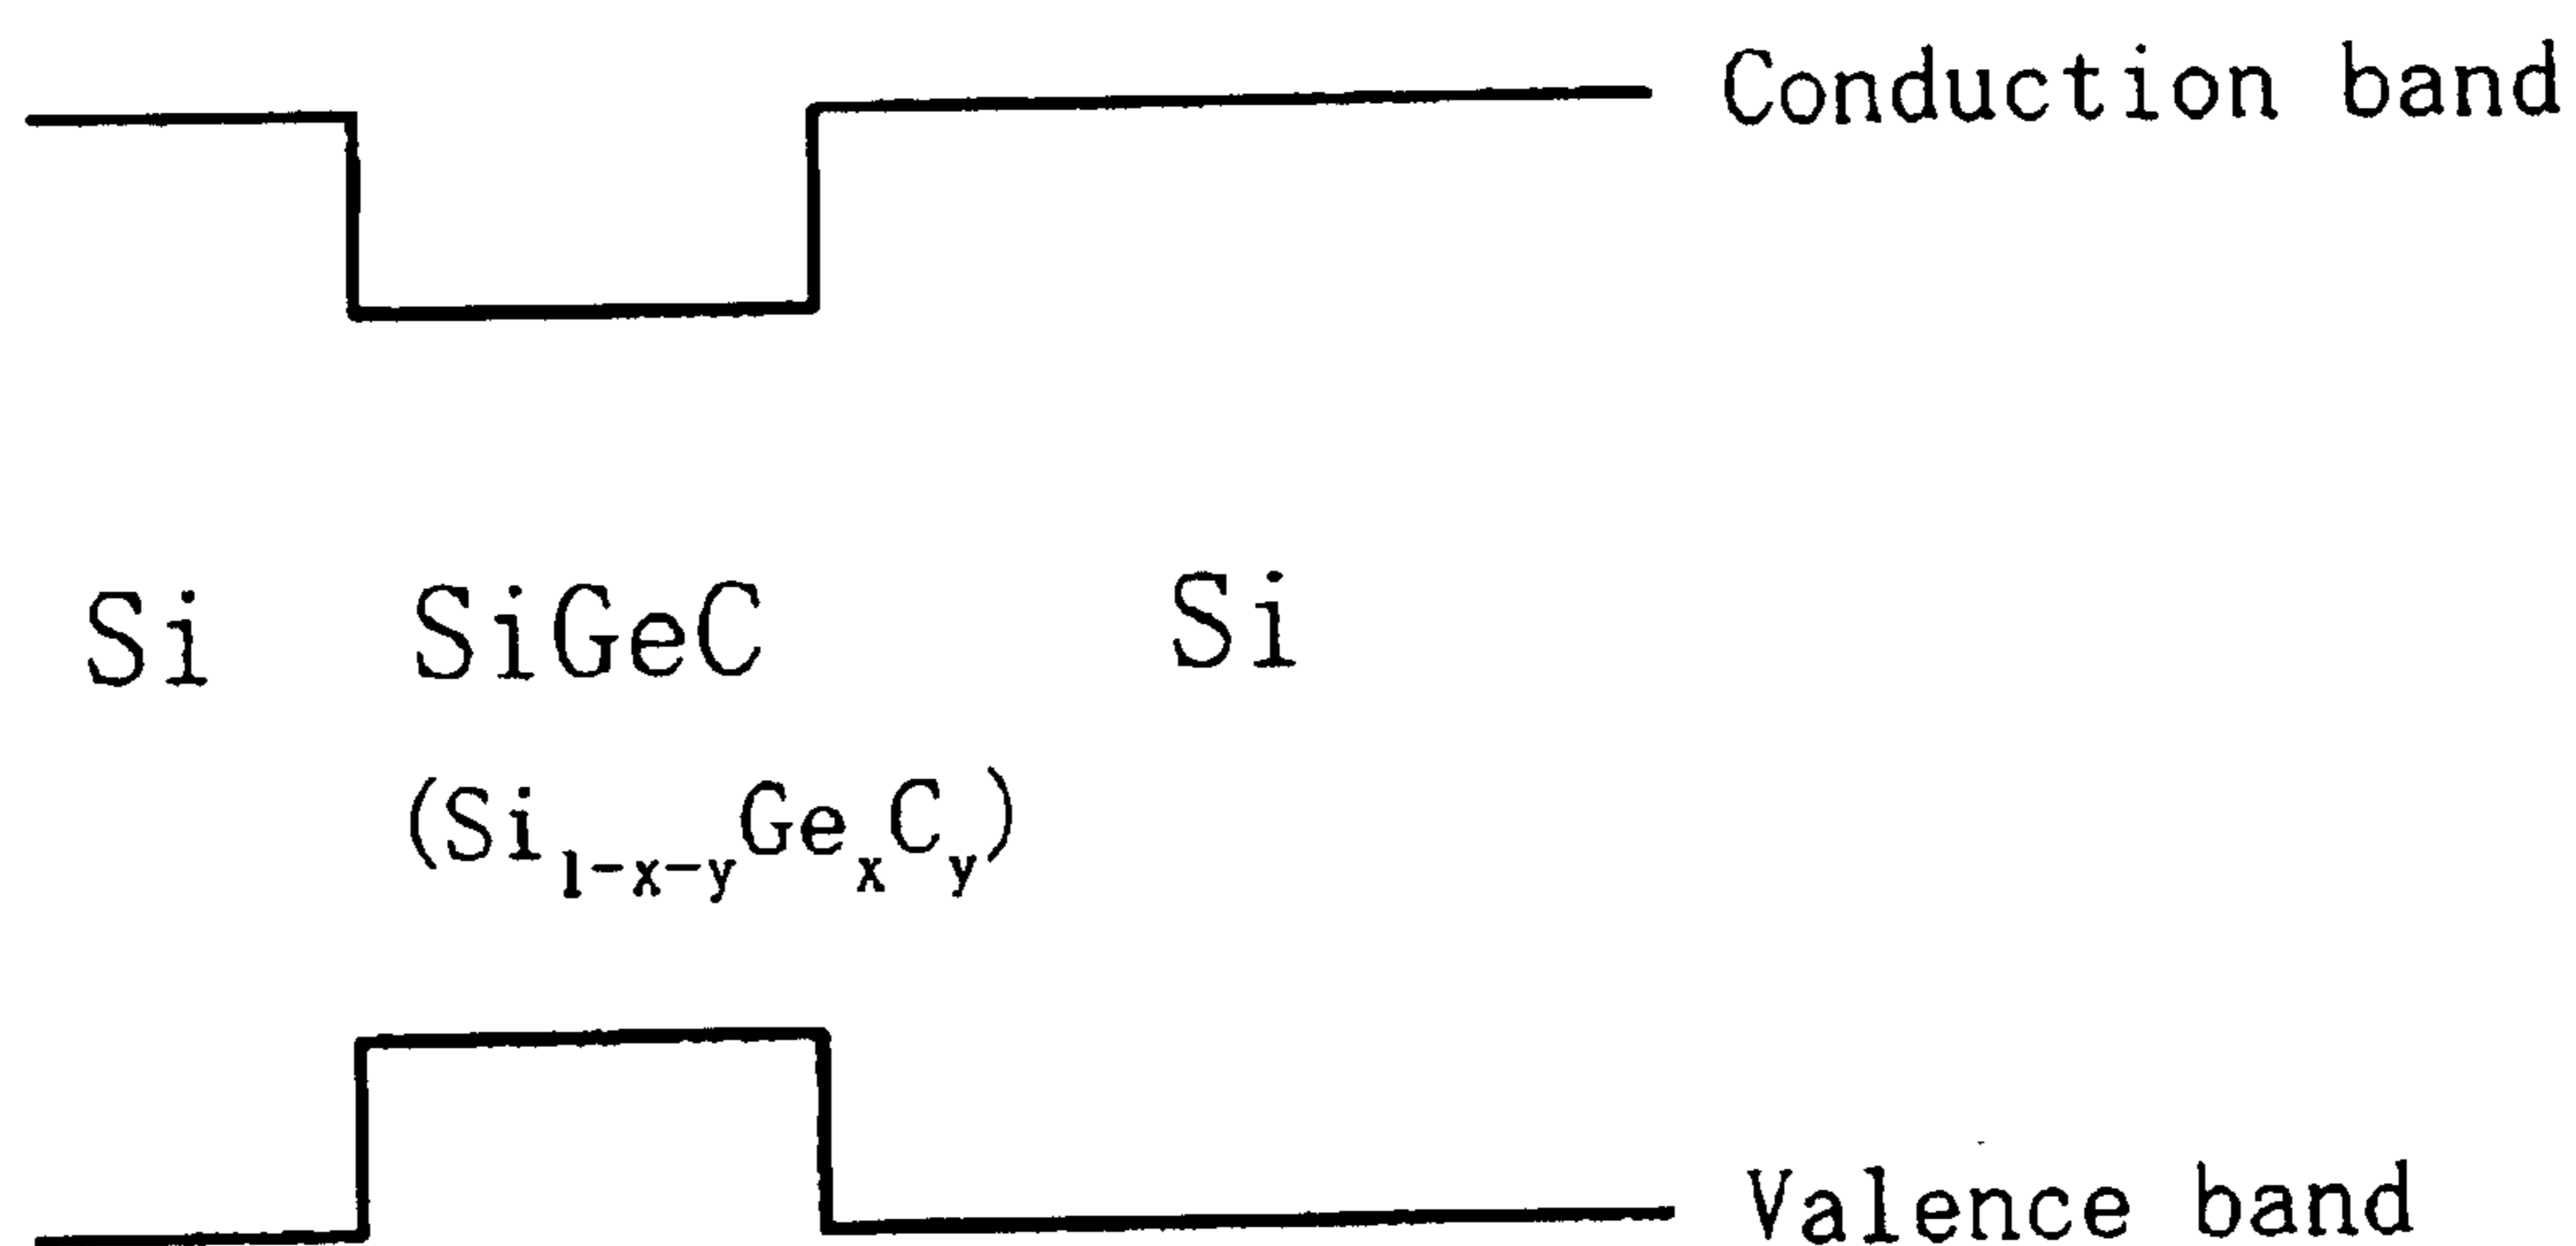 Conduction band
Si SiGeC Si
(Si1-x-yGexCy)
Valence band